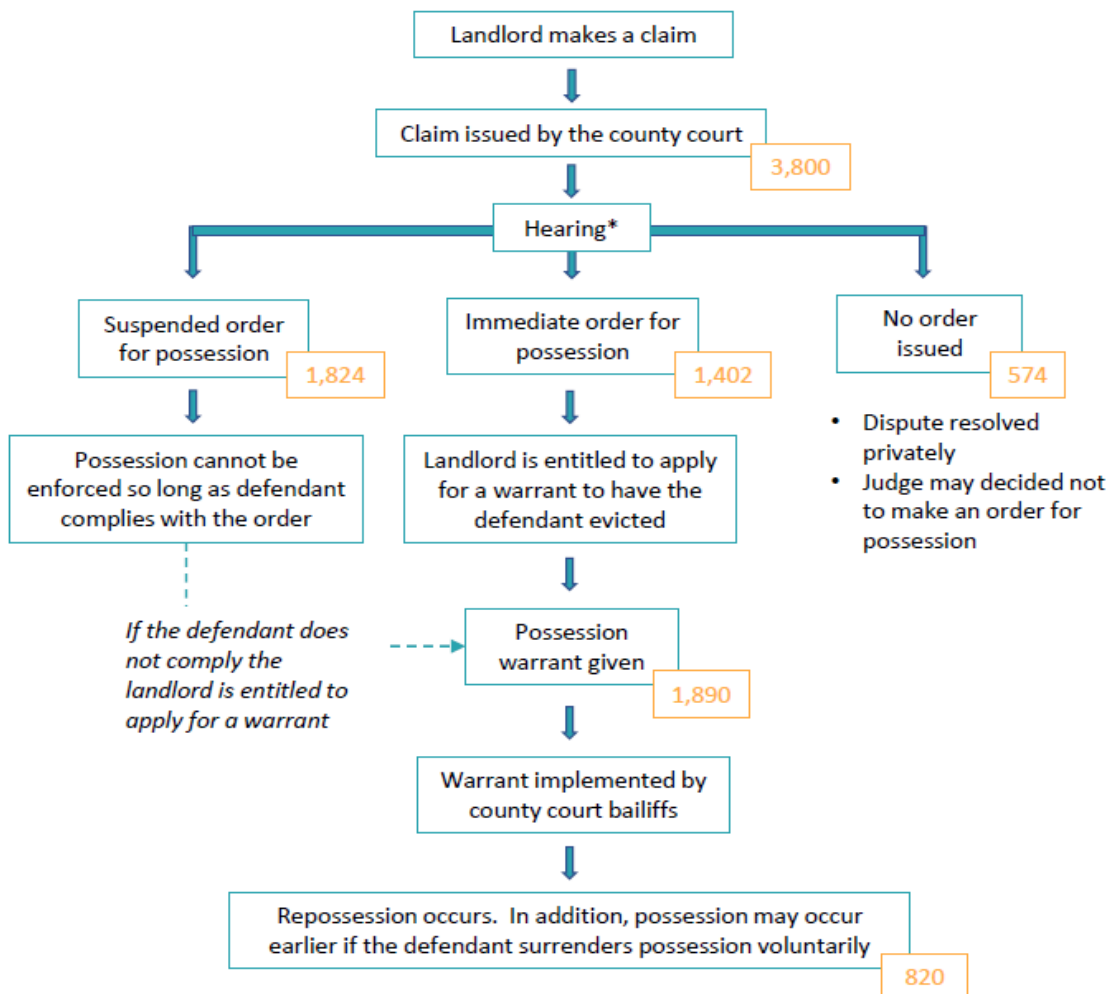 Landlord makes a claim
Claim issued by the county court
3,800
Hearing*
Suspended order
for possession
1,824
Immediate order for
possession
1,402
No order
issued
574
• Dispute resolved
privately
• Judge may decided not
to make an order for
possession
Possession cannot be
enforced so long as defendant
complies with the order
Landlord is entitled to apply
for a warrant to have the
defendant evicted
If the defendant does
not comply the
landlord is entitled to
apply for a warrant
Possession
warrant given
1,890
Warrant implemented by
county court bailiffs
Repossession occurs. In addition, possession may occur
earlier if the defendant surrenders possession voluntarily
820